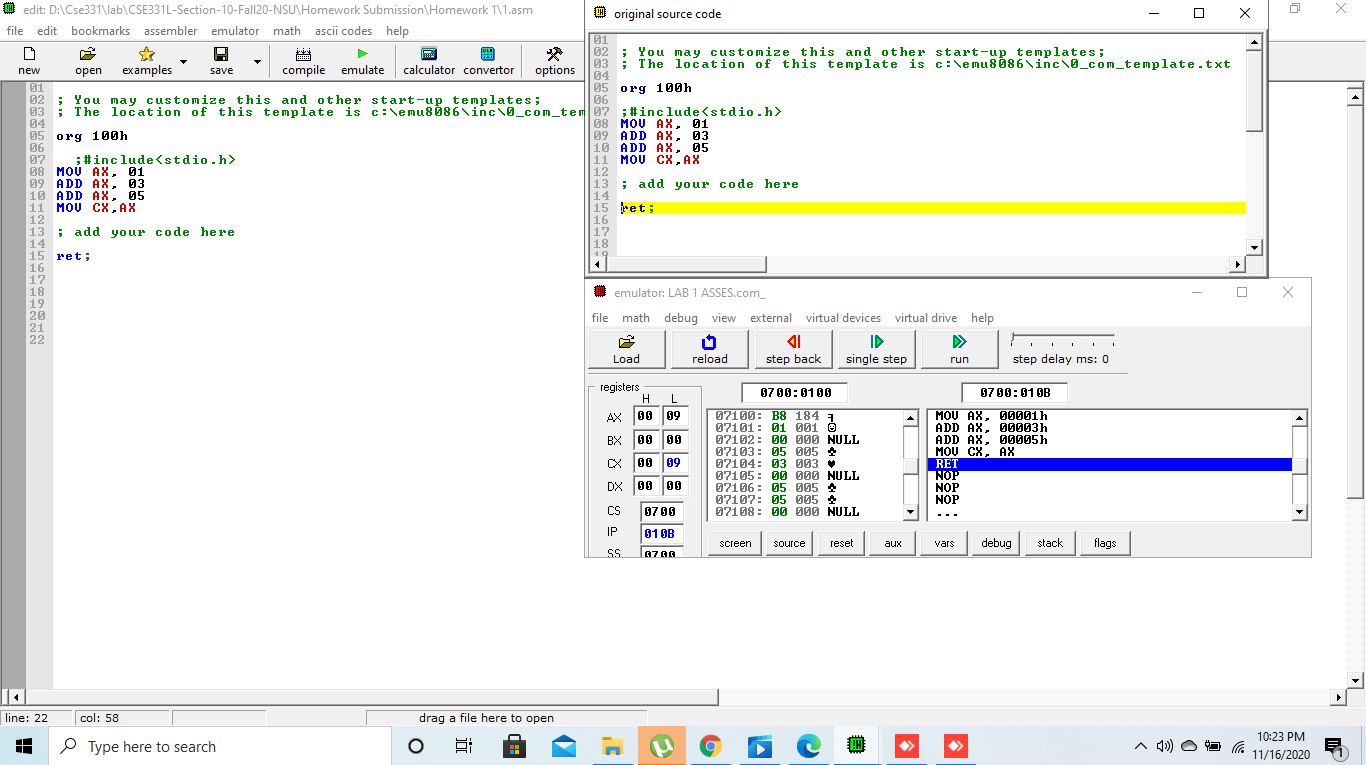 edit: D:\Cse331\lab\CSE331L-Section-10-Fall20-NSU\Homework Submission\Homework 1\1.asm
file edit bookmarks assembler emulator math ascii codes help
new open examples save compile emulate calculator convertor options
01
02 ; You may customize this and other start-up templates;
03 ; The location of this template is c:\emu8086\inc\0_com_tem
04
05 org 100h
06
07 ;#include<stdio.h>
08 MOV AX, 01
09 ADD AX, 03
10 ADD AX, 05
11 MOV CX,AX
12
13 ; add your code here
14
15 ret;
16
17
18
19
20
21
22
original source code
01
02 ; You may customize this and other start-up templates;
03 ; The location of this template is c:\emu8086\inc\0_com_template.txt
04
05 org 100h
06
07 ;#include<stdio.h>
08 MOV AX, 01
09 ADD AX, 03
10 ADD AX, 05
11 MOV CX,AX
12
13 ; add your code here
14
15 ret;
16
17
18
19
emulator: LAB 1 ASSES.com_
file math debug view external virtual devices virtual drive help
Load reload step back single step run step delay ms: 0
registers
H L
AX 00 09
BX 00 00
CX 00 09
DX 00 00
CS 0700
IP 010B
SS 0700
0700:0100
07100: B8 184 ╕
07101: 01 001 ☺
07102: 00 000 NULL
07103: 05 005 ♣
07104: 03 003 ♥
07105: 00 000 NULL
07106: 05 005 ♣
07107: 05 005 ♣
07108: 00 000 NULL
0700:010B
MOV AX, 00001h
ADD AX, 00003h
ADD AX, 00005h
MOV CX, AX
RET
NOP
NOP
NOP
...
screen source reset aux vars debug stack flags
line: 22 col: 58 drag a file here to open
Type here to search
10:23 PM
11/16/2020
1